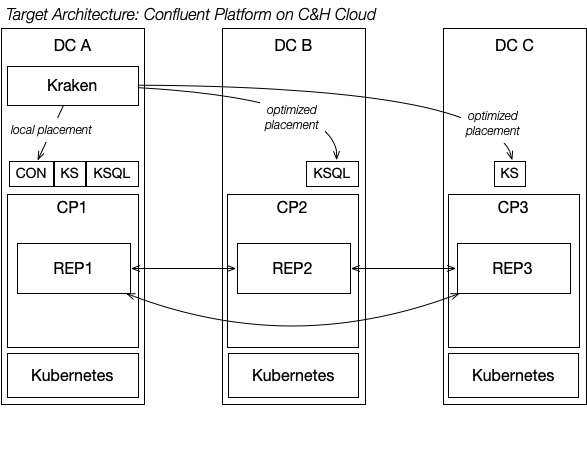 Target Architecture: Confluent Platform on C&H Cloud
DC A
DC B
DC C
Kraken
local placement
optimized
placement
optimized
placement
CON KS KSQL
KSQL
KS
CP1
CP2
CP3
REP1
REP2
REP3
Kubernetes
Kubernetes
Kubernetes